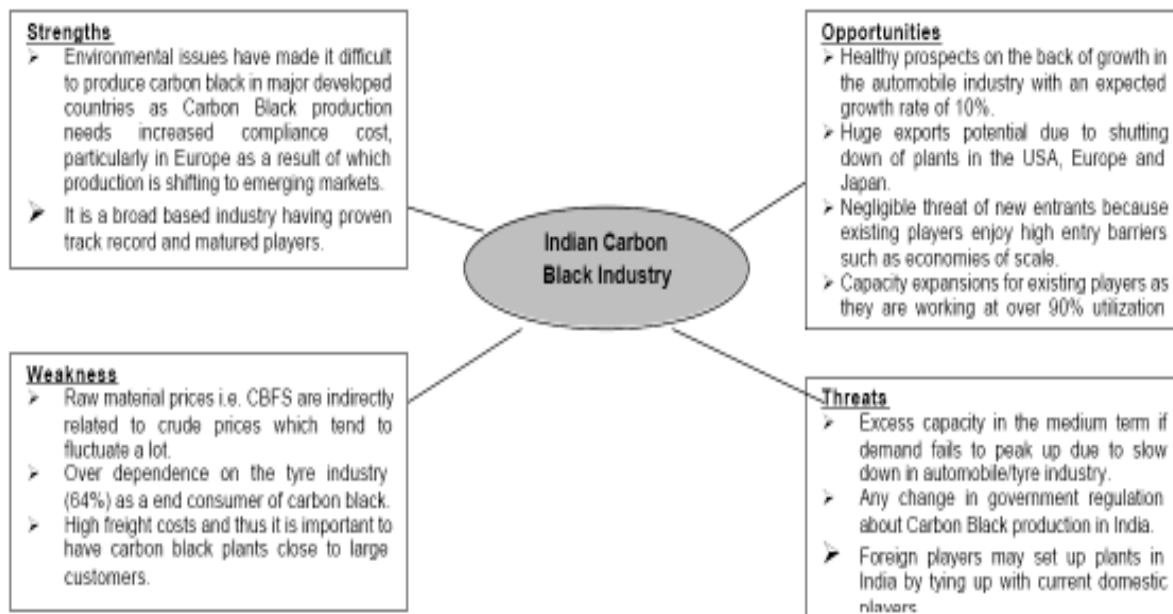 Strengths
➤ Environmental issues have made it difficult
to produce carbon black in major developed
countries as Carbon Black production
needs increased compliance cost,
particularly in Europe as a result of which
production is shifting to emerging markets.
➤ It is a broad based industry having proven
track record and matured players.
Opportunities
➤ Healthy prospects on the back of growth in
the automobile industry with an expected
growth rate of 10%.
➤ Huge exports potential due to shutting
down of plants in the USA, Europe and
Japan.
➤ Negligible threat of new entrants because
existing players enjoy high entry barriers
such as economies of scale.
➤ Capacity expansions for existing players as
they are working at over 90% utilization
Indian Carbon
Black Industry
Weakness
➤ Raw material prices i.e. CBFS are indirectly
related to crude prices which tend to
fluctuate a lot.
➤ Over dependence on the tyre industry
(64%) as a end consumer of carbon black.
➤ High freight costs and thus it is important to
have carbon black plants close to large
customers.
Threats
➤ Excess capacity in the medium term if
demand fails to peak up due to slow
down in automobile/tyre industry.
➤ Any change in government regulation
about Carbon Black production in India.
➤ Foreign players may set up plants in
India by tying up with current domestic
players